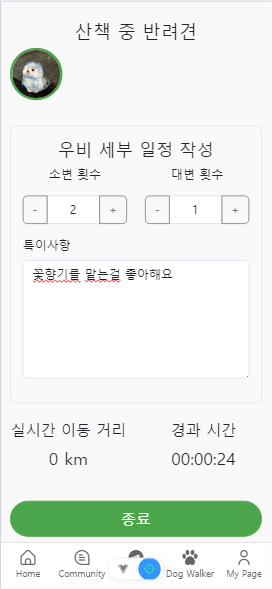 산책 중 반려견
우비 세부 일정 작성
소변 횟수 대변 횟수
- 2 + - 1 +
특이사항
꽃향기를 맡는걸 좋아해요
실시간 이동 거리 경과 시간
0 km 00:00:24
종료
Home Community Dog Walker My Page